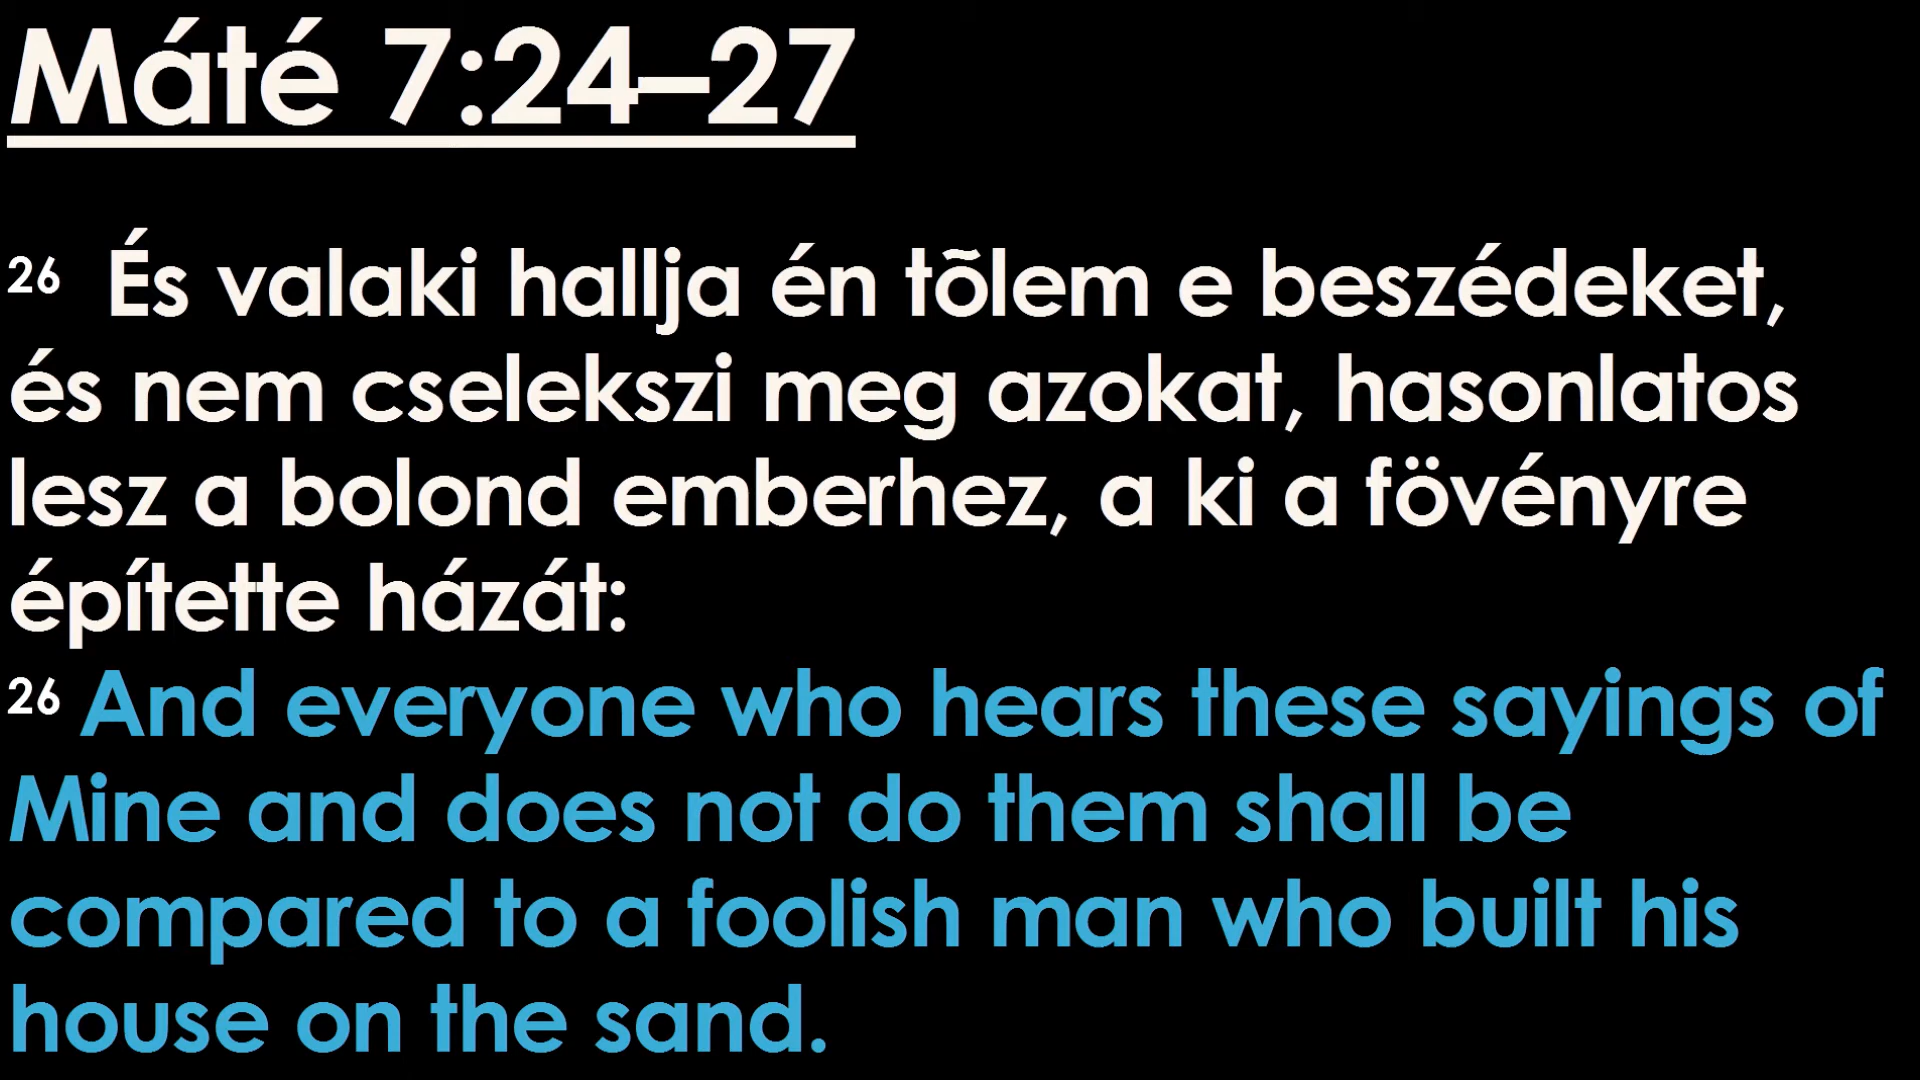 Máté 7:24–27
26 És valaki hallja én tõlem e beszédeket,
és nem cselekszi meg azokat, hasonlatos
lesz a bolond emberhez, a ki a fövényre
építette házát:
26 And everyone who hears these sayings of
Mine and does not do them shall be
compared to a foolish man who built his
house on the sand.